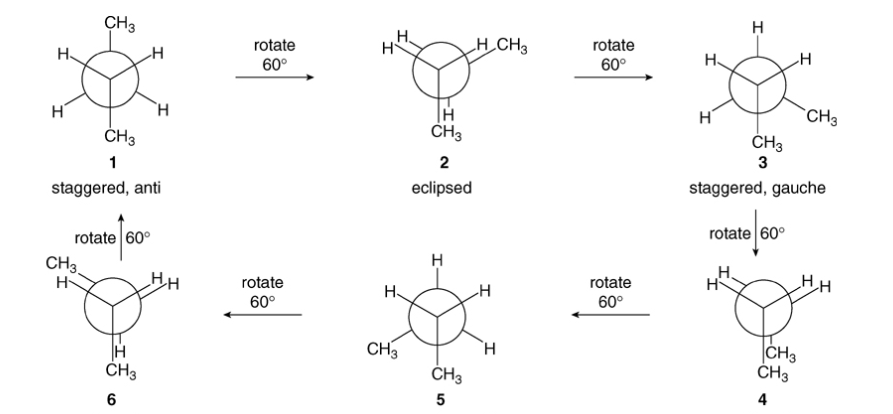 CH3
H H
H H
CH3
1
staggered, anti
rotate
60°
H H
H CH3
H
CH3
2
eclipsed
rotate
60°
H
H H
H CH3
CH3
3
staggered, gauche
rotate 60°
H H
H H
CH3
CH3
4
rotate
60°
H
H H
CH3 H
CH3
5
rotate
60°
CH3
H H
H
H
CH3
6
rotate 60°